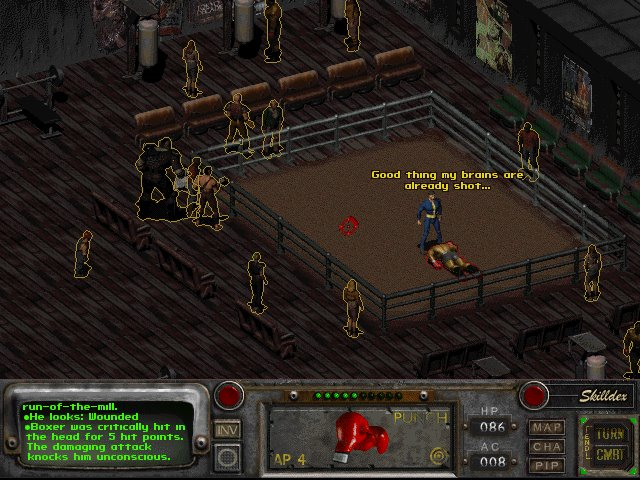 Good thing my brains are
already shot...
run-of-the-mill.
•He looks: Wounded
•Boxer was critically hit in
the head for 5 hit points.
The damaging attack
knocks him unconscious.
INV
PUNCH
AP 4
HP
086
AC
008
Skilldex
MAP
CHA
PIP
TURN
CMBT